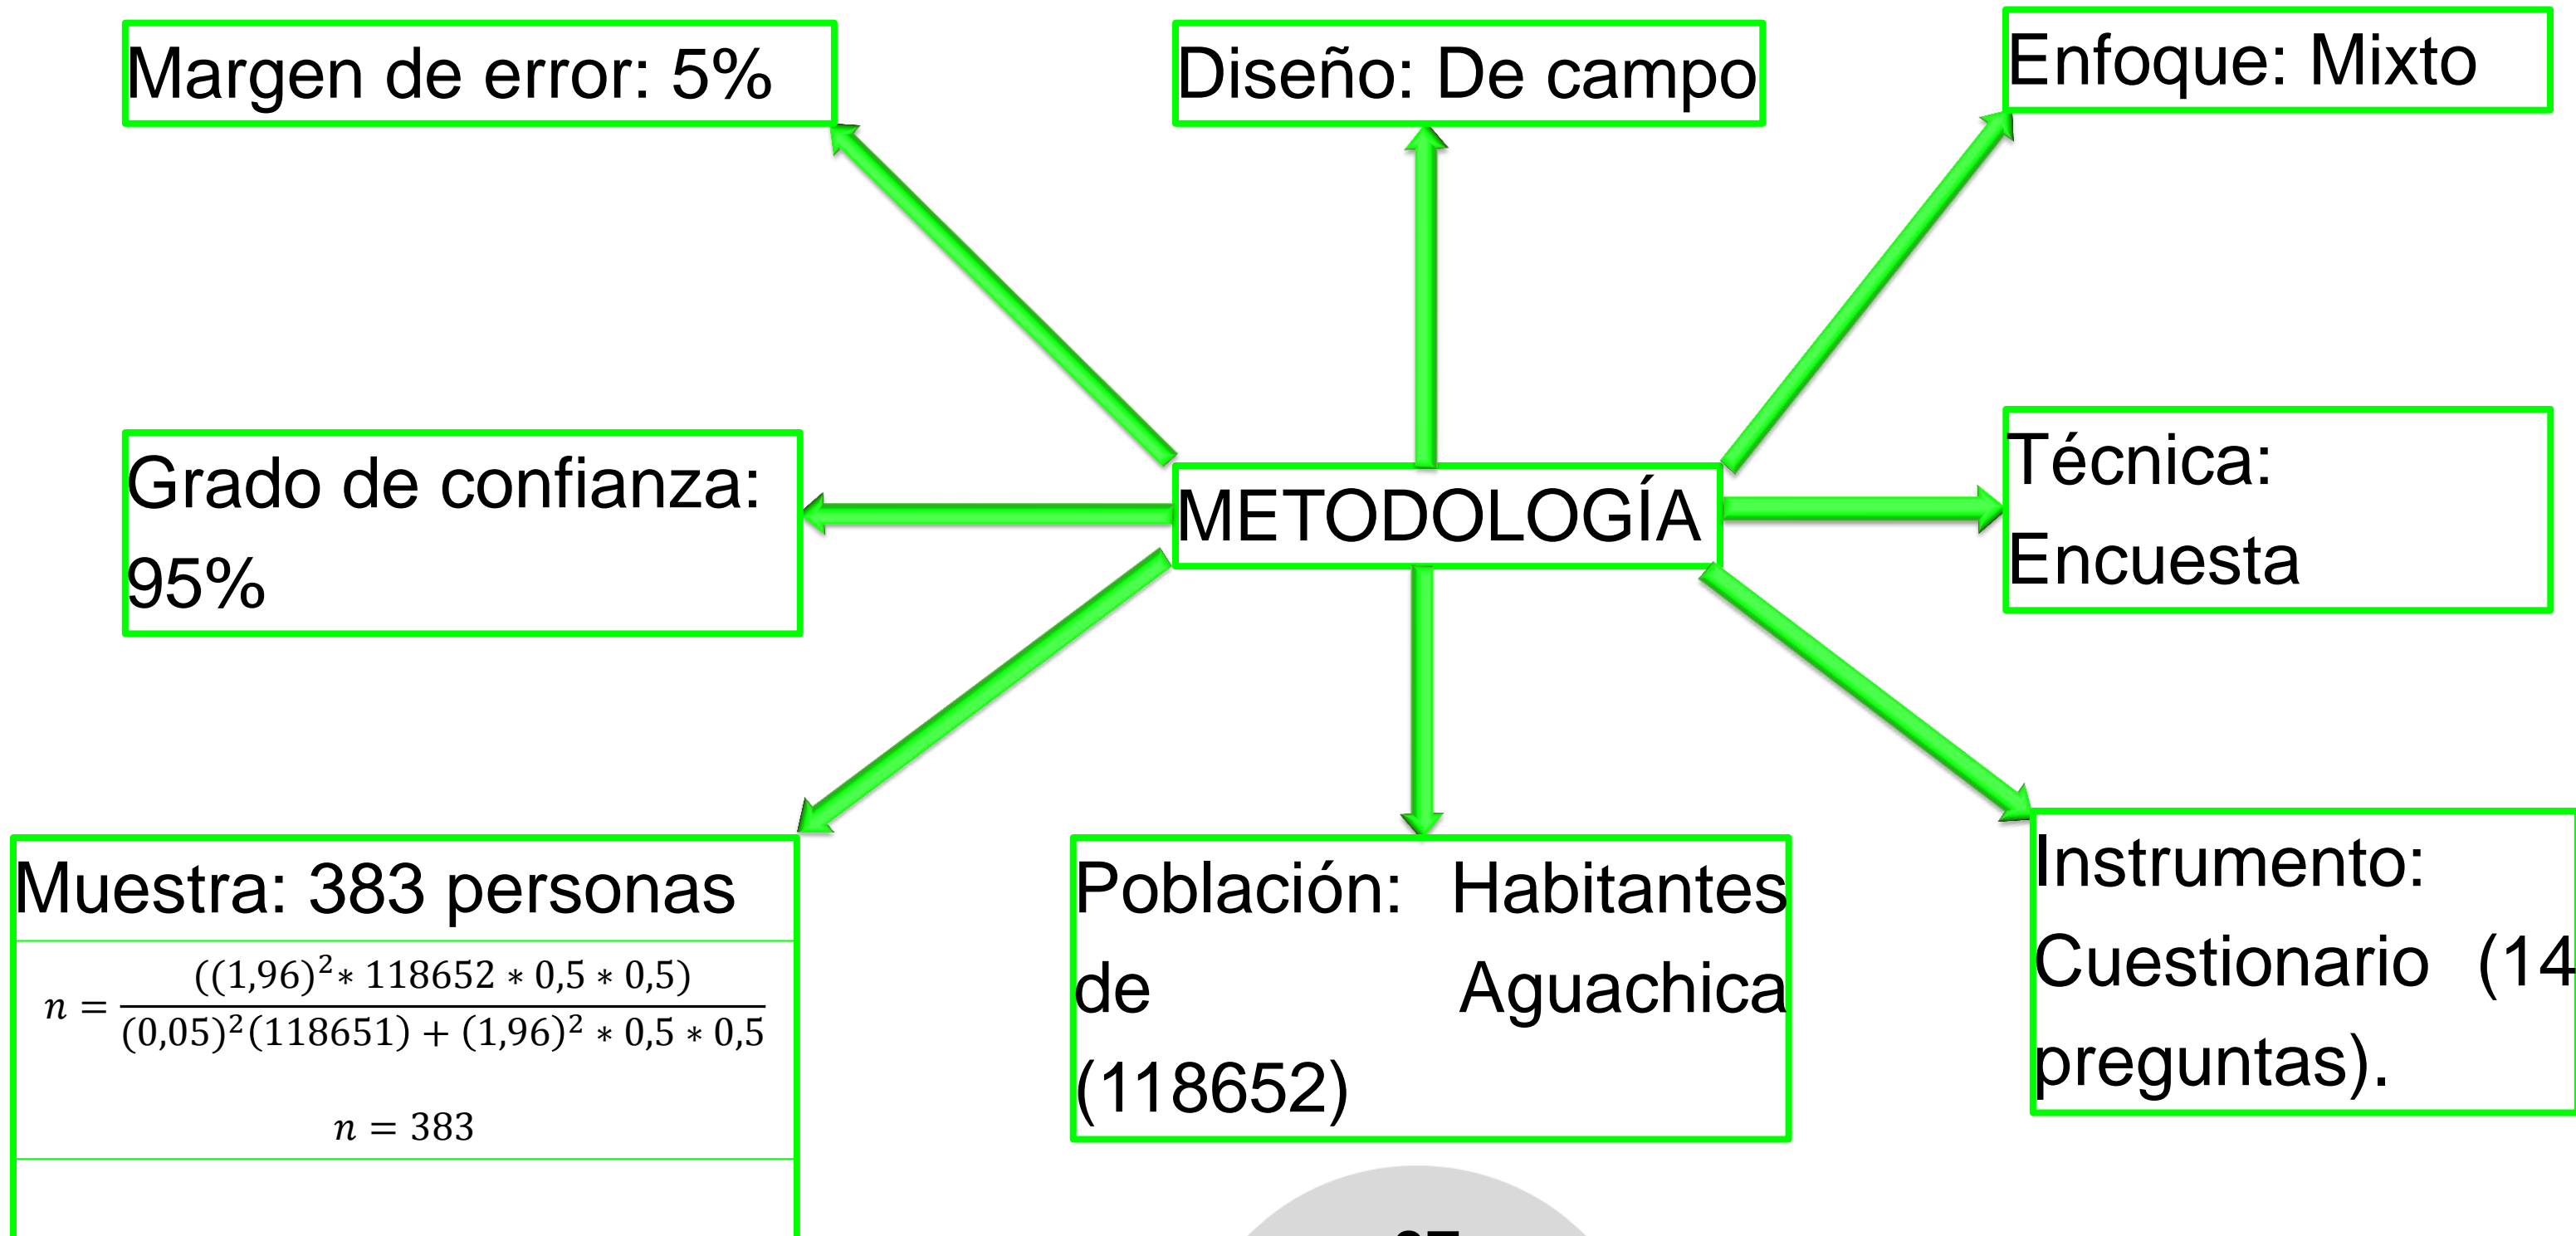 Margen de error: 5%
Diseño: De campo
Enfoque: Mixto
Grado de confianza:
95%
METODOLOGÍA
Técnica:
Encuesta
Muestra: 383 personas
n = ((1,96)²∗ 118652 ∗ 0,5 ∗ 0,5) / (0,05)²(118651) + (1,96)² ∗ 0,5 ∗ 0,5
n = 383
Población: Habitantes
de Aguachica
(118652)
Instrumento:
Cuestionario (14
preguntas).